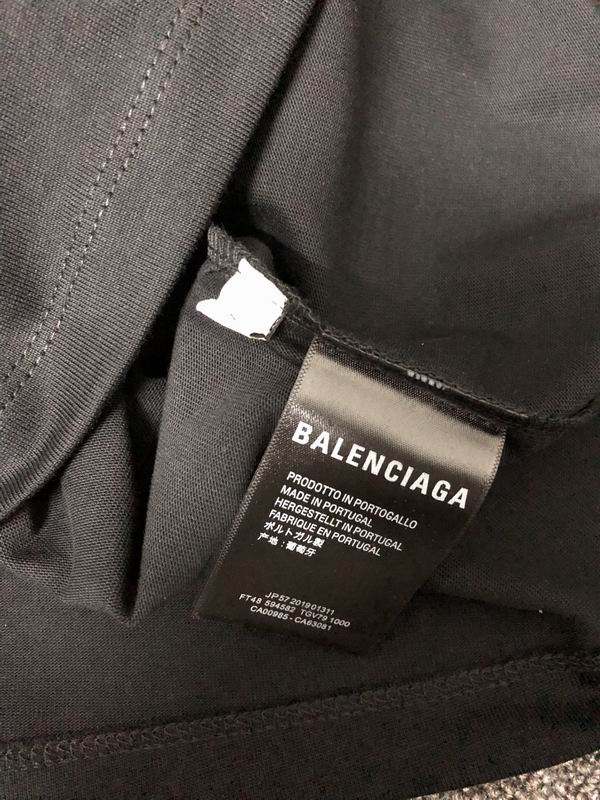 BALENCIAGA
PRODOTTO IN PORTOGALLO
MADE IN PORTUGAL
HERGESTELLT IN PORTUGAL
FABRIQUE EN PORTUGAL
ポルトガル製
产地：葡萄牙
JP57 201901311
FT48 594582 TGV79 1000
CA00985 - CA63081